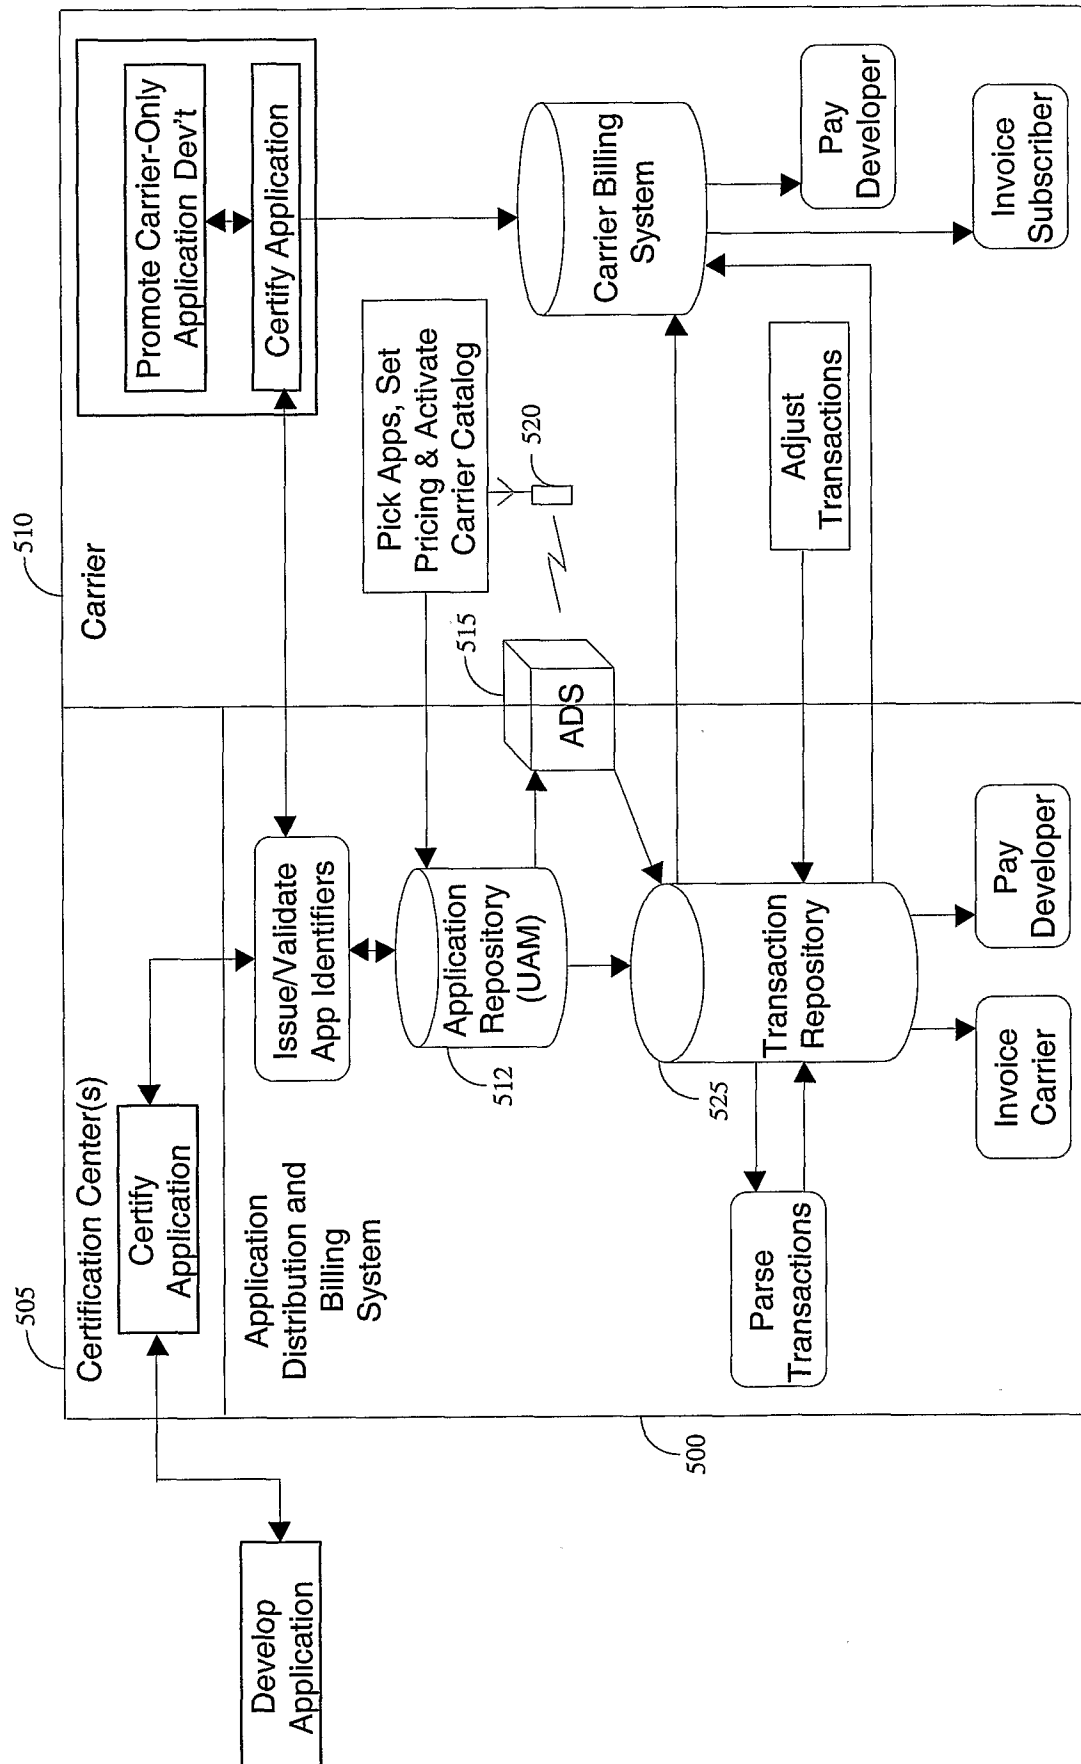 505
Certification Center(s)
Certify
Application
Develop
Application
500
Application
Distribution and
Billing
System
Issue/Validate
App Identifiers
Application
Repository
(UAM)
512
ADS
515
Transaction
Repository
525
Parse
Transactions
Invoice
Carrier
Pay
Developer
510
Carrier
Promote Carrier-Only
Application Dev't
Certify Application
Pick Apps, Set
Pricing & Activate
Carrier Catalog
520
Carrier Billing
System
Adjust
Transactions
Pay
Developer
Invoice
Subscriber